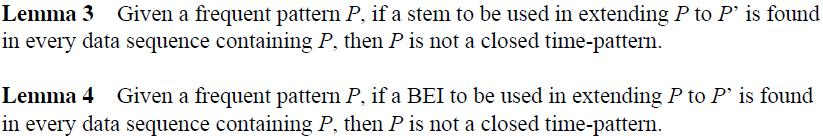 Lemma 3 Given a frequent pattern P, if a stem to be used in extending P to P’ is found
in every data sequence containing P, then P is not a closed time-pattern.
Lemma 4 Given a frequent pattern P, if a BEI to be used in extending P to P’ is found
in every data sequence containing P, then P is not a closed time-pattern.